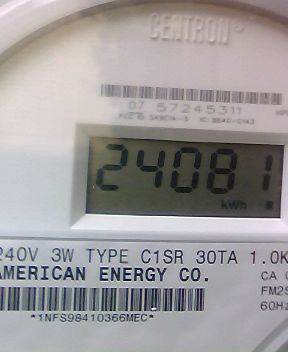 CENTRON®
07 57245311
24081
kWh
240V 3W TYPE C1SR 30TA 1.0K
AMERICAN ENERGY CO.
CA
FM2S
60Hz
*1NFS98410366MEC*